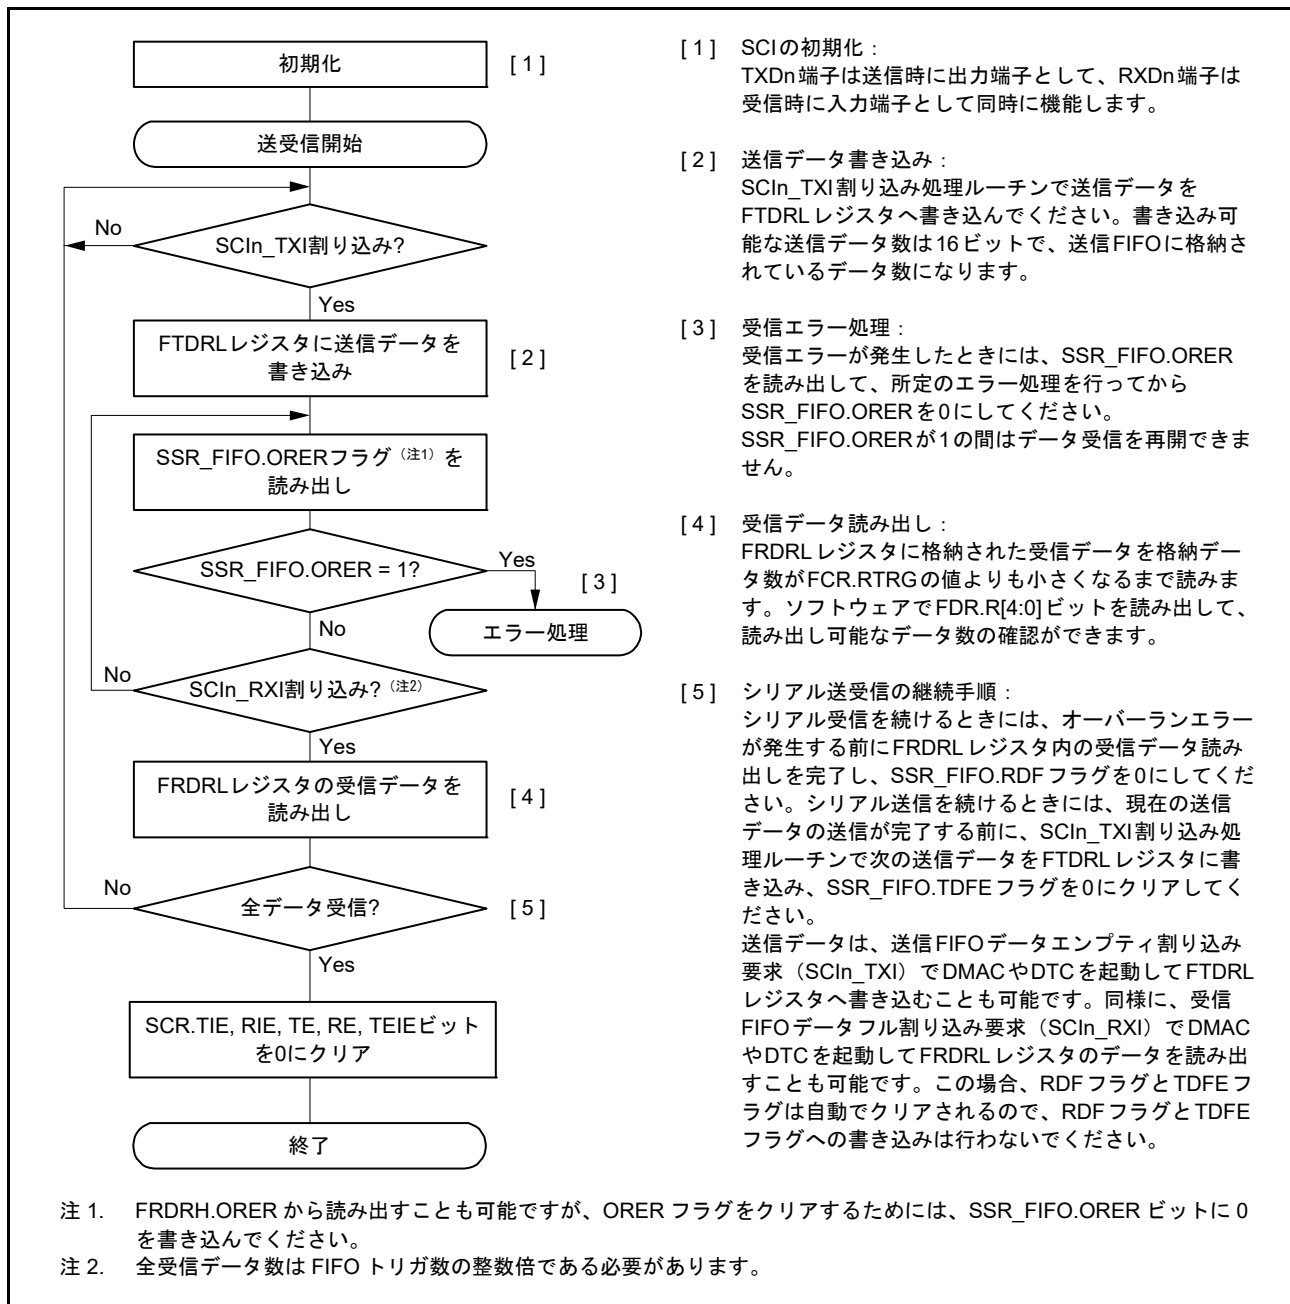 初期化
[ 1 ]
送受信開始
No
SCIn_TXI割り込み?
Yes
FTDRLレジスタに送信データを
書き込み
[ 2 ]
SSR_FIFO.ORERフラグ（注1）を
読み出し
SSR_FIFO.ORER = 1?
Yes
[ 3 ]
エラー処理
No
No
SCIn_RXI割り込み?（注2）
Yes
FRDRLレジスタの受信データを
読み出し
[ 4 ]
No
全データ受信?
[ 5 ]
Yes
SCR.TIE, RIE, TE, RE, TEIEビット
を0にクリア
終了
[ 1 ] SCIの初期化：
TXDn端子は送信時に出力端子として、RXDn端子は
受信時に入力端子として同時に機能します。
[ 2 ] 送信データ書き込み：
SCIn_TXI割り込み処理ルーチンで送信データを
FTDRLレジスタへ書き込んでください。書き込み可
能な送信データ数は16ビットで、送信FIFOに格納さ
れているデータ数になります。
[ 3 ] 受信エラー処理：
受信エラーが発生したときには、SSR_FIFO.ORER
を読み出して、所定のエラー処理を行ってから
SSR_FIFO.ORERを0にしてください。
SSR_FIFO.ORERが1の間はデータ受信を再開できま
せん。
[ 4 ] 受信データ読み出し：
FRDRLレジスタに格納された受信データを格納デー
タ数がFCR.RTRGの値よりも小さくなるまで読みま
す。ソフトウェアでFDR.R[4:0]ビットを読み出して、
読み出し可能なデータ数の確認ができます。
[ 5 ] シリアル送受信の継続手順：
シリアル受信を続けるときには、オーバーランエラー
が発生する前にFRDRLレジスタ内の受信データ読み
出しを完了し、SSR_FIFO.RDFフラグを0にしてくだ
さい。シリアル送信を続けるときには、現在の送信
データの送信が完了する前に、SCIn_TXI割り込み処
理ルーチンで次の送信データをFTDRLレジスタに書
き込み、SSR_FIFO.TDFEフラグを0にクリアしてく
ださい。
送信データは、送信FIFOデータエンプティ割り込み
要求（SCIn_TXI）でDMACやDTCを起動してFTDRL
レジスタへ書き込むことも可能です。同様に、受信
FIFOデータフル割り込み要求（SCIn_RXI）でDMAC
やDTCを起動してFRDRLレジスタのデータを読み出
すことも可能です。この場合、RDFフラグとTDFEフ
ラグは自動でクリアされるので、RDFフラグとTDFE
フラグへの書き込みは行わないでください。
注 1. FRDRH.ORER から読み出すことも可能ですが、ORER フラグをクリアするためには、SSR_FIFO.ORER ビットに 0
を書き込んでください。
注 2. 全受信データ数は FIFO トリガ数の整数倍である必要があります。